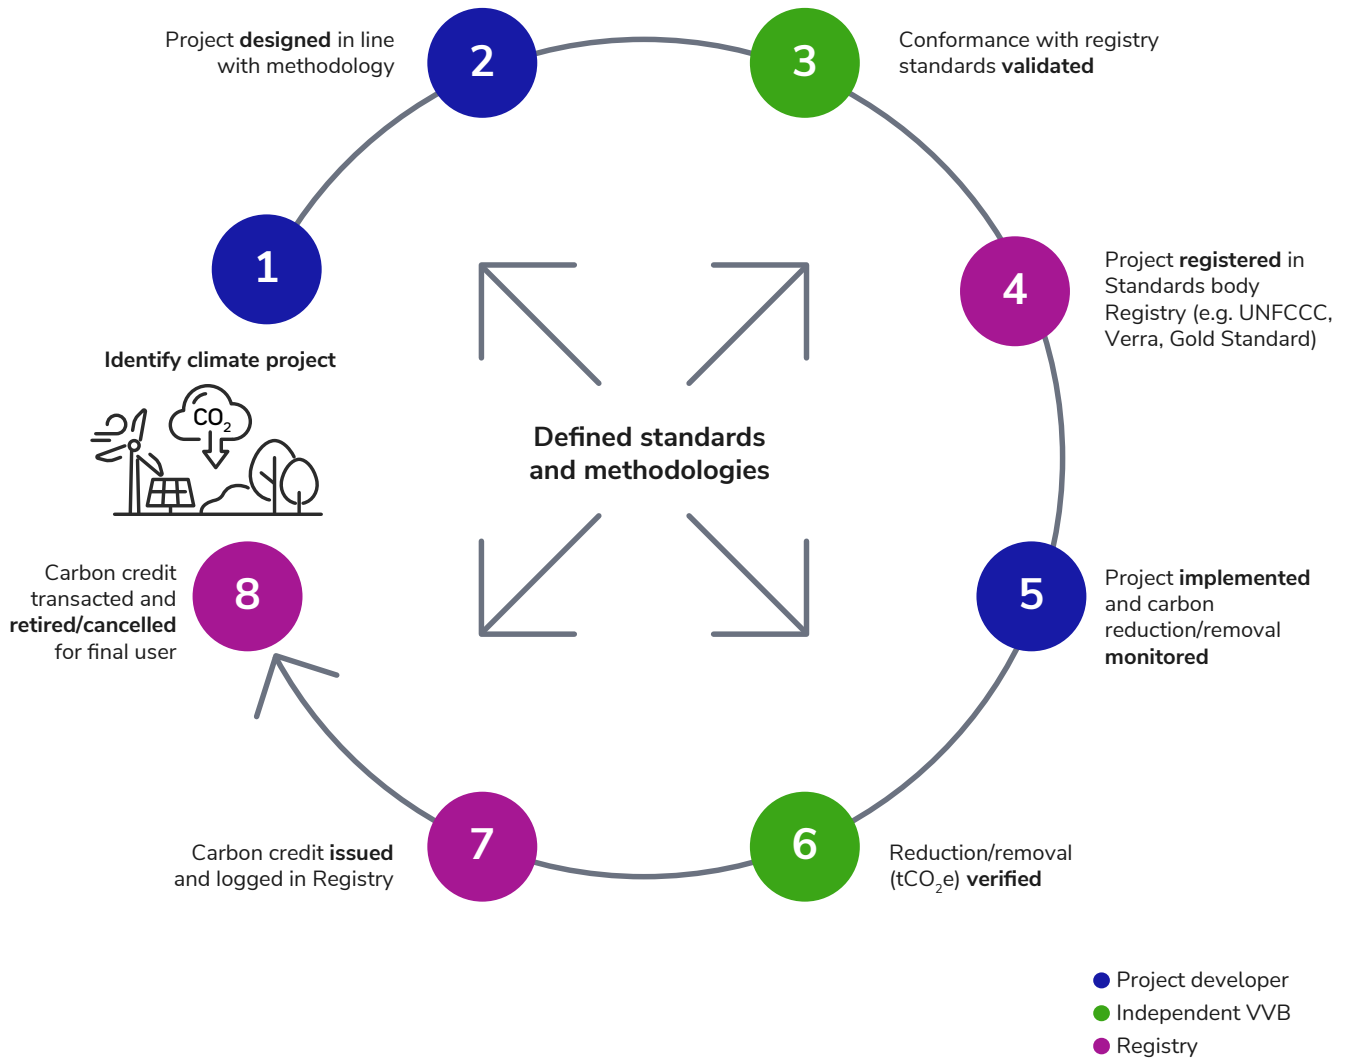 1
Identify climate project
CO2
2
Project designed in line
with methodology
3
Conformance with registry
standards validated
4
Project registered in
Standards body
Registry (e.g. UNFCCC,
Verra, Gold Standard)
5
Project implemented
and carbon
reduction/removal
monitored
6
Reduction/removal
(tCO2e) verified
7
Carbon credit issued
and logged in Registry
8
Carbon credit
transacted and
retired/cancelled
for final user
Defined standards
and methodologies
Project developer
Independent VVB
Registry